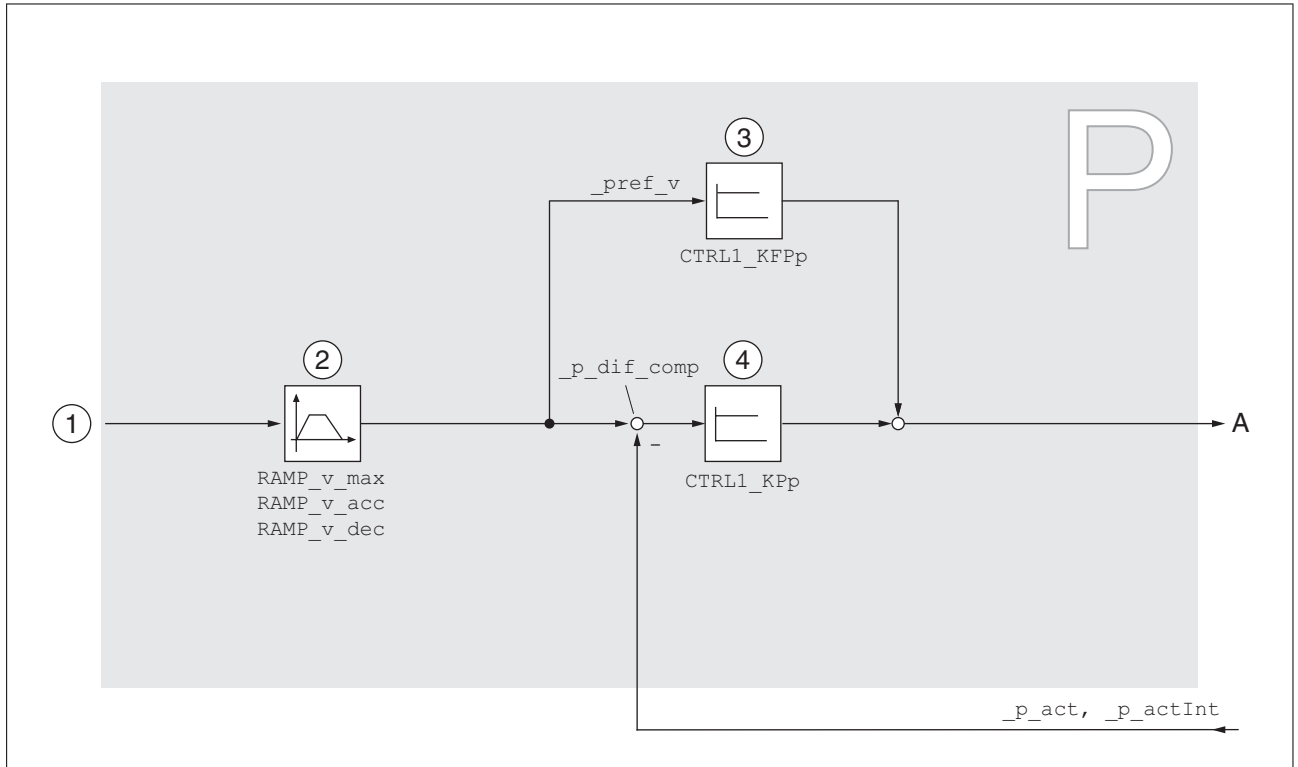 P
3
_pref_v
CTRL1_KFPp
2
_p_dif_comp
4
1
A
-
RAMP_v_max
RAMP_v_acc
RAMP_v_dec
CTRL1_KPp
_p_act, _p_actInt